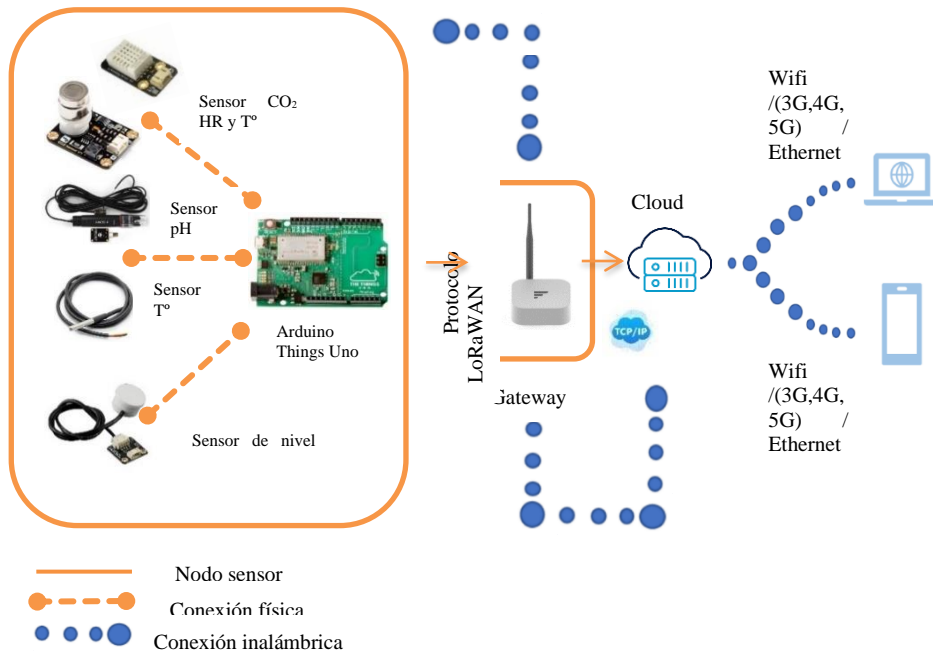 Sensor CO₂
HR y Tº
Sensor
pH
Sensor
Tº
Arduino
Things Uno
Sensor de nivel
Protocolo
LoRaWAN
Gateway
Cloud
TCP/IP
Wifi
/(3G,4G,
5G) /
Ethernet
Wifi
/(3G,4G,
5G) /
Ethernet
Nodo sensor
Conexión física
Conexión inalámbrica